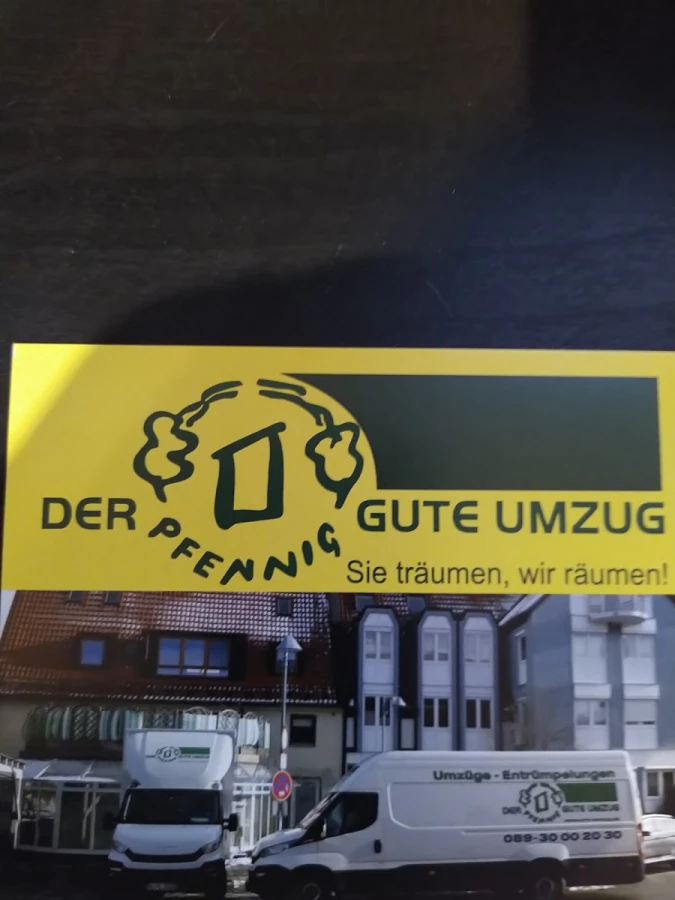 DER PFENNIG GUTE UMZUG
Sie träumen, wir räumen!
Umzüge - Entrümpelungen
DER PFENNIG GUTE UMZUG
089-30 00 20 30